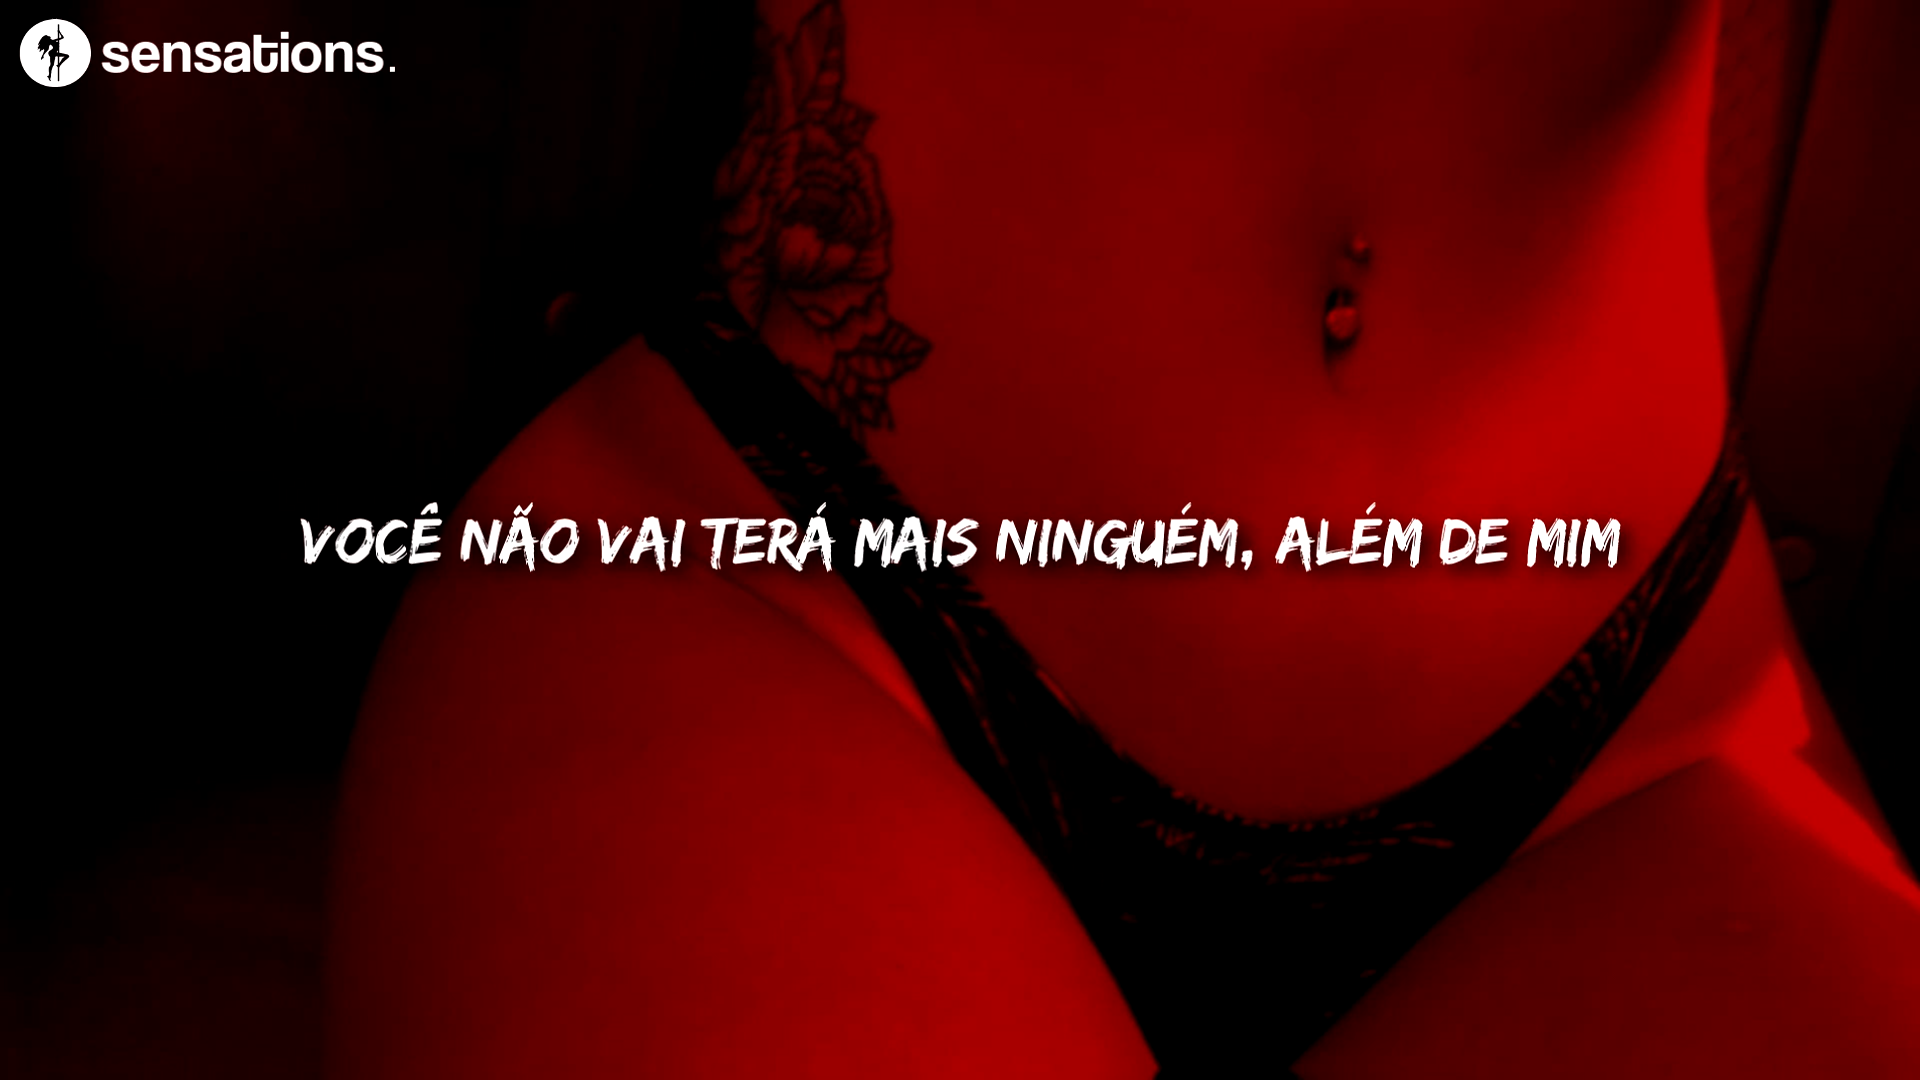 sensations.
VOCÊ NÃO VAI TERÁ MAIS NINGUÉM, ALÉM DE MIM